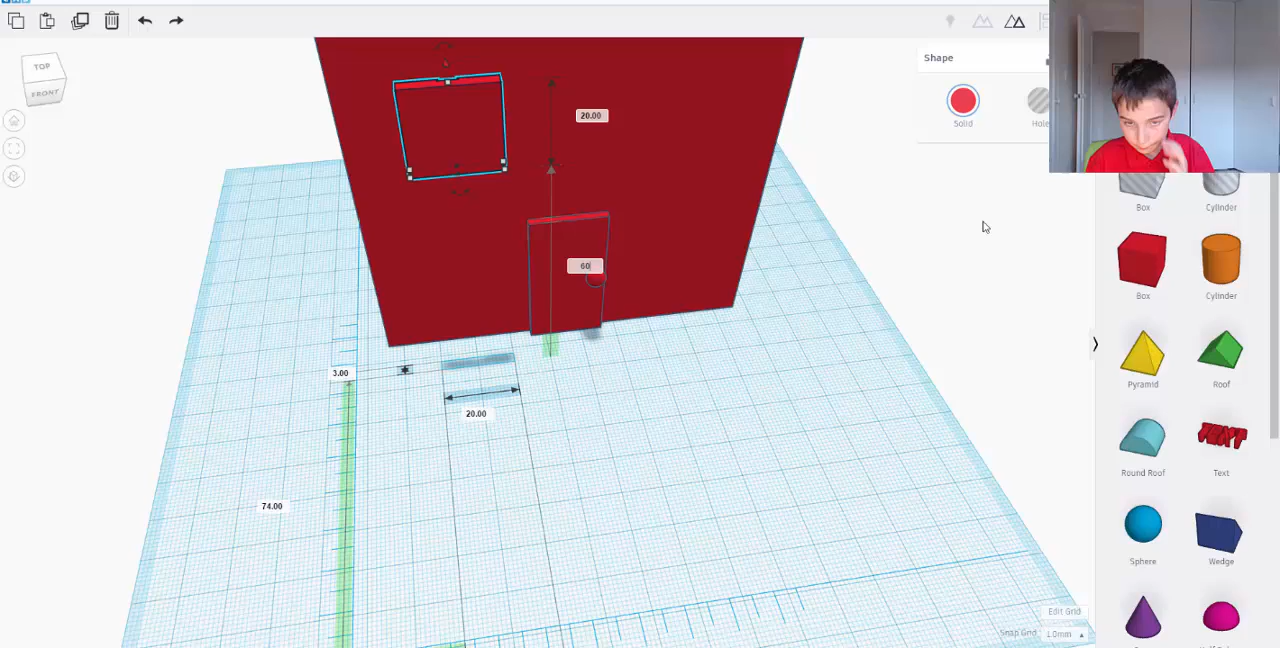 Shape
TOP
FRONT
Solid
Hole
20.00
60
3.00
20.00
74.00
Box
Cylinder
Box
Cylinder
Pyramid
Roof
Round Roof
Text
TEXT
Sphere
Wedge
Edit Grid
Snap Grid
1.0mm